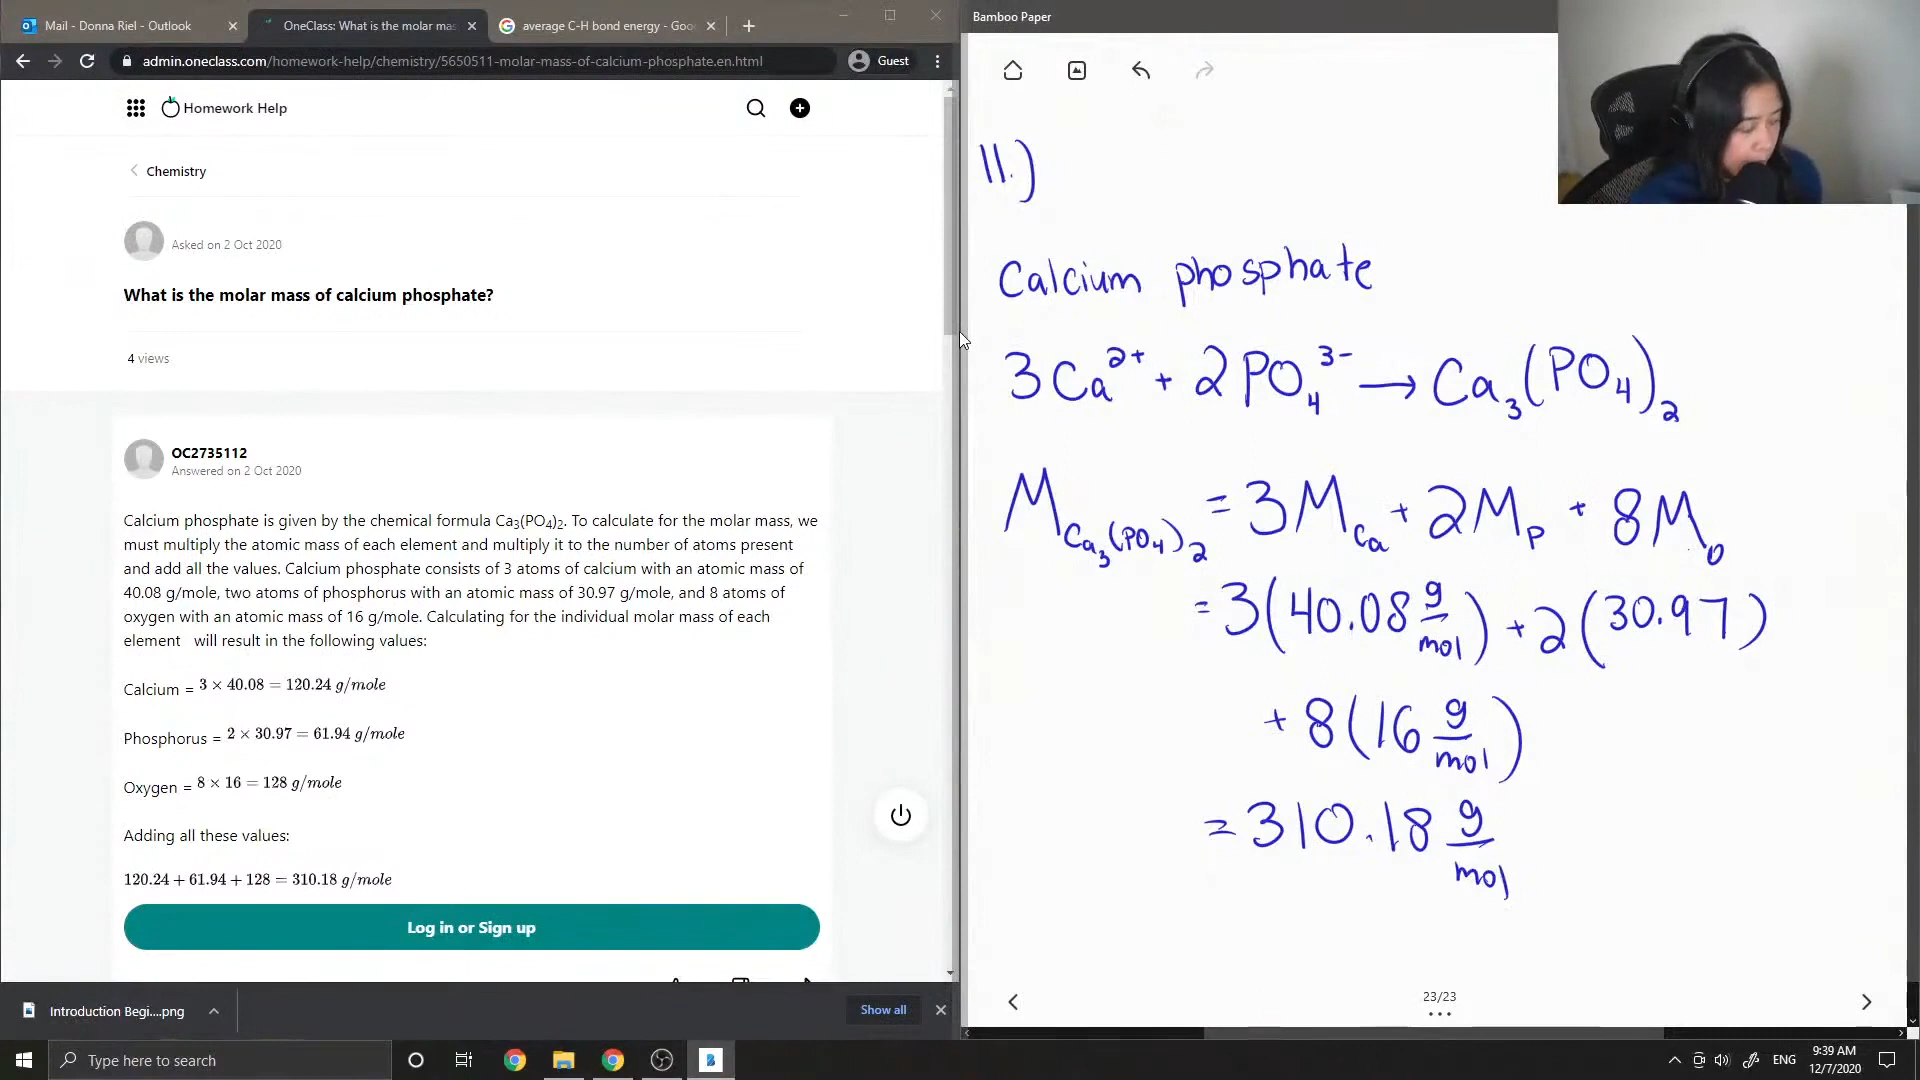 Mail - Donna Riel - Outlook
OneClass: What is the molar mas
average C-H bond energy - Goo
admin.oneclass.com/homework-help/chemistry/5650511-molar-mass-of-calcium-phosphate.en.html
Guest
Homework Help
Chemistry
Asked on 2 Oct 2020
What is the molar mass of calcium phosphate?
4 views
OC2735112
Answered on 2 Oct 2020
Calcium phosphate is given by the chemical formula Ca₃(PO₄)₂. To calculate for the molar mass, we
must multiply the atomic mass of each element and multiply it to the number of atoms present
and add all the values. Calcium phosphate consists of 3 atoms of calcium with an atomic mass of
40.08 g/mole, two atoms of phosphorus with an atomic mass of 30.97 g/mole, and 8 atoms of
oxygen with an atomic mass of 16 g/mole. Calculating for the individual molar mass of each
element will result in the following values:
Calcium = 3 × 40.08 = 120.24 g/mole
Phosphorus = 2 × 30.97 = 61.94 g/mole
Oxygen = 8 × 16 = 128 g/mole
Adding all these values:
120.24 + 61.94 + 128 = 310.18 g/mole
Log in or Sign up
Introduction Begi....png
Show all
Bamboo Paper
11.)
Calcium phosphate
3Ca²⁺ + 2PO₄³⁻ → Ca₃(PO₄)₂
M Ca₃(PO₄)₂ = 3M Ca + 2M P + 8M O
= 3(40.08 g/mol) + 2(30.97)
+ 8(16 g/mol)
= 310.18 g/mol
23/23
Type here to search
ENG
9:39 AM
12/7/2020